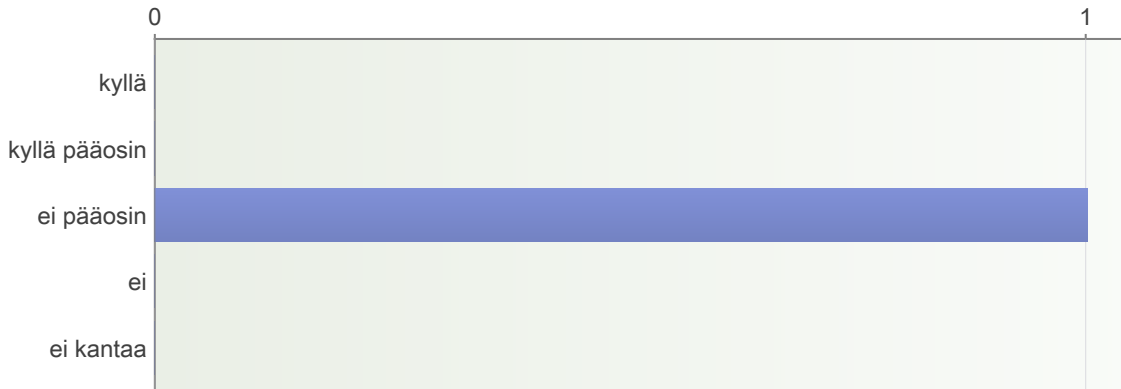 0 1
kyllä
kyllä pääosin
ei pääosin
ei
ei kantaa